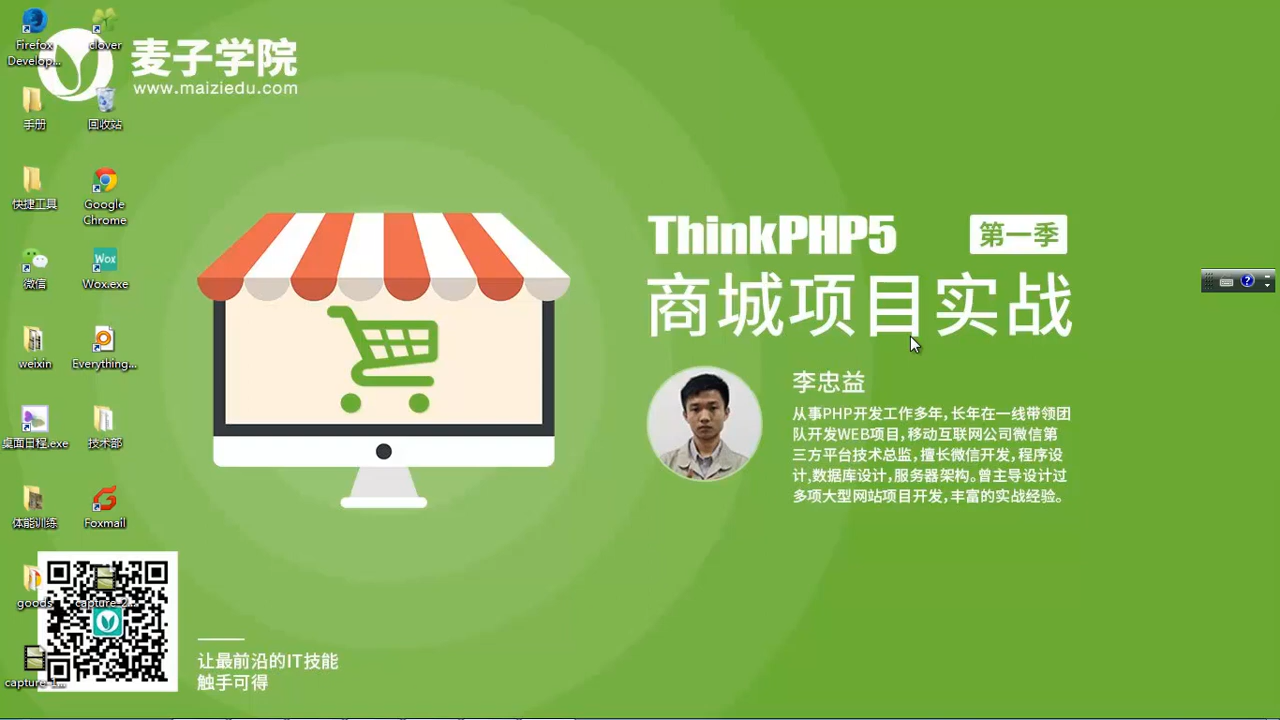 Firefox
Develop...
clover
麦子学院
www.maiziedu.com
手册
回收站
快捷工具
Google
Chrome
微信
Wox
Wox.exe
weixin
Everything...
桌面日程.exe
技术部
体能训练
Foxmail
goods
capture_2...
capture_1...
ThinkPHP5
第一季
商城项目实战
李忠益
从事PHP开发工作多年,长年在一线带领团
队开发WEB项目,移动互联网公司微信第
三方平台技术总监,擅长微信开发,程序设
计,数据库设计,服务器架构。曾主导设计过
多项大型网站项目开发,丰富的实战经验。
让最前沿的IT技能
触手可得